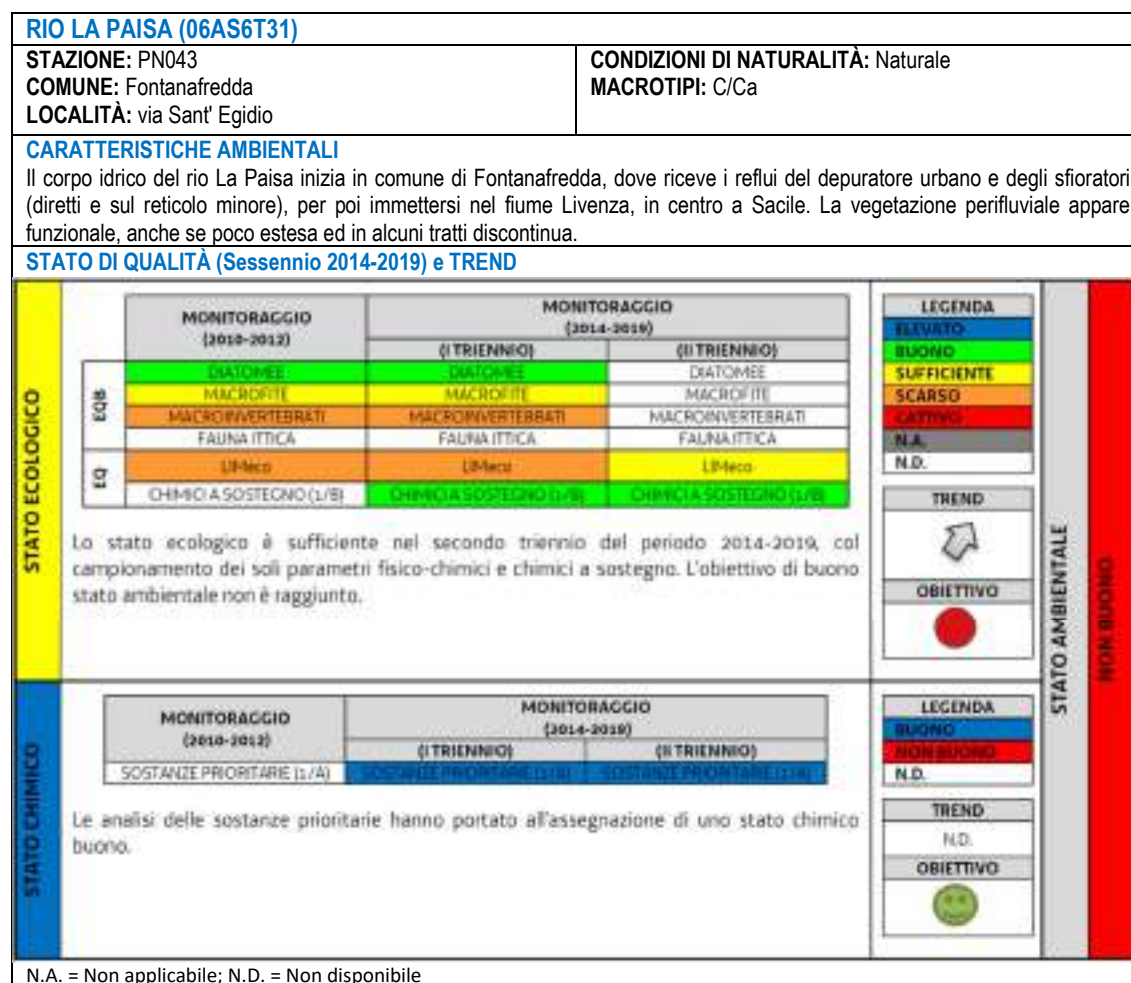 RIO LA PAISA (06AS6T31)
STAZIONE: PN043
COMUNE: Fontanafredda
LOCALITÀ: via Sant' Egidio
CONDIZIONI DI NATURALITÀ: Naturale
MACROTIPI: C/Ca
CARATTERISTICHE AMBIENTALI
Il corpo idrico del rio La Paisa inizia in comune di Fontanafredda, dove riceve i reflui del depuratore urbano e degli sfioratori
(diretti e sul reticolo minore), per poi immettersi nel fiume Livenza, in centro a Sacile. La vegetazione perifluviale appare
funzionale, anche se poco estesa ed in alcuni tratti discontinua.
STATO DI QUALITÀ (Sessennio 2014-2019) e TREND
STATO ECOLOGICO
MONITORAGGIO
(2010-2012)
MONITORAGGIO
(2014-2019)
(I TRIENNIO) (II TRIENNIO)
EQB
DIATOMEE DIATOMEE DIATOMEE
MACROFITE MACROFITE MACROFITE
MACROINVERTEBRATI MACROINVERTEBRATI MACROINVERTEBRATI
FAUNA ITTICA FAUNA ITTICA FAUNA ITTICA
EQ
LIMeco LIMeco LIMeco
CHIMICI A SOSTEGNO (1/B) CHIMICI A SOSTEGNO (1/B) CHIMICI A SOSTEGNO (1/B)
Lo stato ecologico è sufficiente nel secondo triennio del periodo 2014-2019, col
campionamento dei soli parametri fisico-chimici e chimici a sostegno. L'obiettivo di buono
stato ambientale non è raggiunto.
LEGENDA
ELEVATO
BUONO
SUFFICIENTE
SCARSO
CATTIVO
N.A.
N.D.
TREND
OBIETTIVO
STATO AMBIENTALE
NON BUONO
STATO CHIMICO
MONITORAGGIO
(2010-2012)
MONITORAGGIO
(2014-2019)
(I TRIENNIO) (II TRIENNIO)
SOSTANZE PRIORITARIE (1/A) SOSTANZE PRIORITARIE (1/A) SOSTANZE PRIORITARIE (1/A)
Le analisi delle sostanze prioritarie hanno portato all'assegnazione di uno stato chimico
buono.
LEGENDA
BUONO
NON BUONO
N.D.
TREND
N.D.
OBIETTIVO
N.A. = Non applicabile; N.D. = Non disponibile